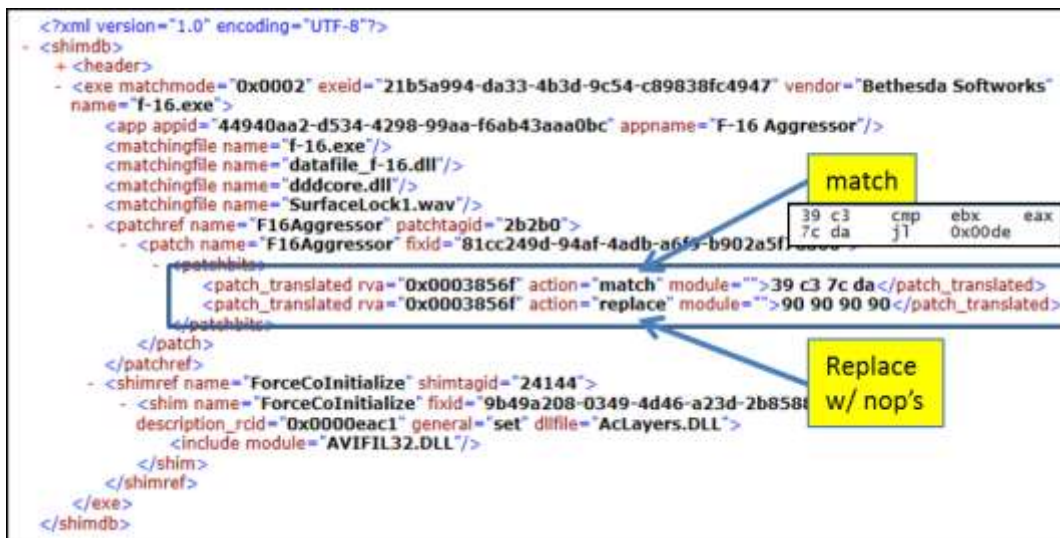 <?xml version="1.0" encoding="UTF-8"?>
- <shimdb>
+ <header>
- <exe matchmode="0x0002" exeid="21b5a994-da33-4b3d-9c54-c89838fc4947" vendor="Bethesda Softworks"
name="f-16.exe">
<app appid="44940aa2-d534-4298-99aa-f6ab43aaa0bc" appname="F-16 Aggressor"/>
<matchingfile name="f-16.exe"/>
<matchingfile name="datafile_f-16.dll"/>
<matchingfile name="dddcore.dll"/>
<matchingfile name="SurfaceLock1.wav"/>
match
39 c3 cmp ebx eax
7c da jl 0x00de
- <patchref name="F16Aggressor" patchtagid="2b2b0">
- <patch name="F16Aggressor" fixid="81cc249d-94af-4adb-a6f5-
- <patchbits>
<patch_translated rva="0x0003856f" action="match" module="">39 c3 7c da</patch_translated>
<patch_translated rva="0x0003856f" action="replace" module="">90 90 90 90</patch_translated>
</patchbits>
</patch>
</patchref>
Replace
w/ nop's
- <shimref name="ForceCoInitialize" shimtagid="24144">
- <shim name="ForceCoInitialize" fixid="9b49a208-0349-4d46-a23d-2b8588
description_rcid="0x0000eac1" general="set" dllfile="AcLayers.DLL">
<include module="AVIFIL32.DLL"/>
</shim>
</shimref>
</exe>
</shimdb>